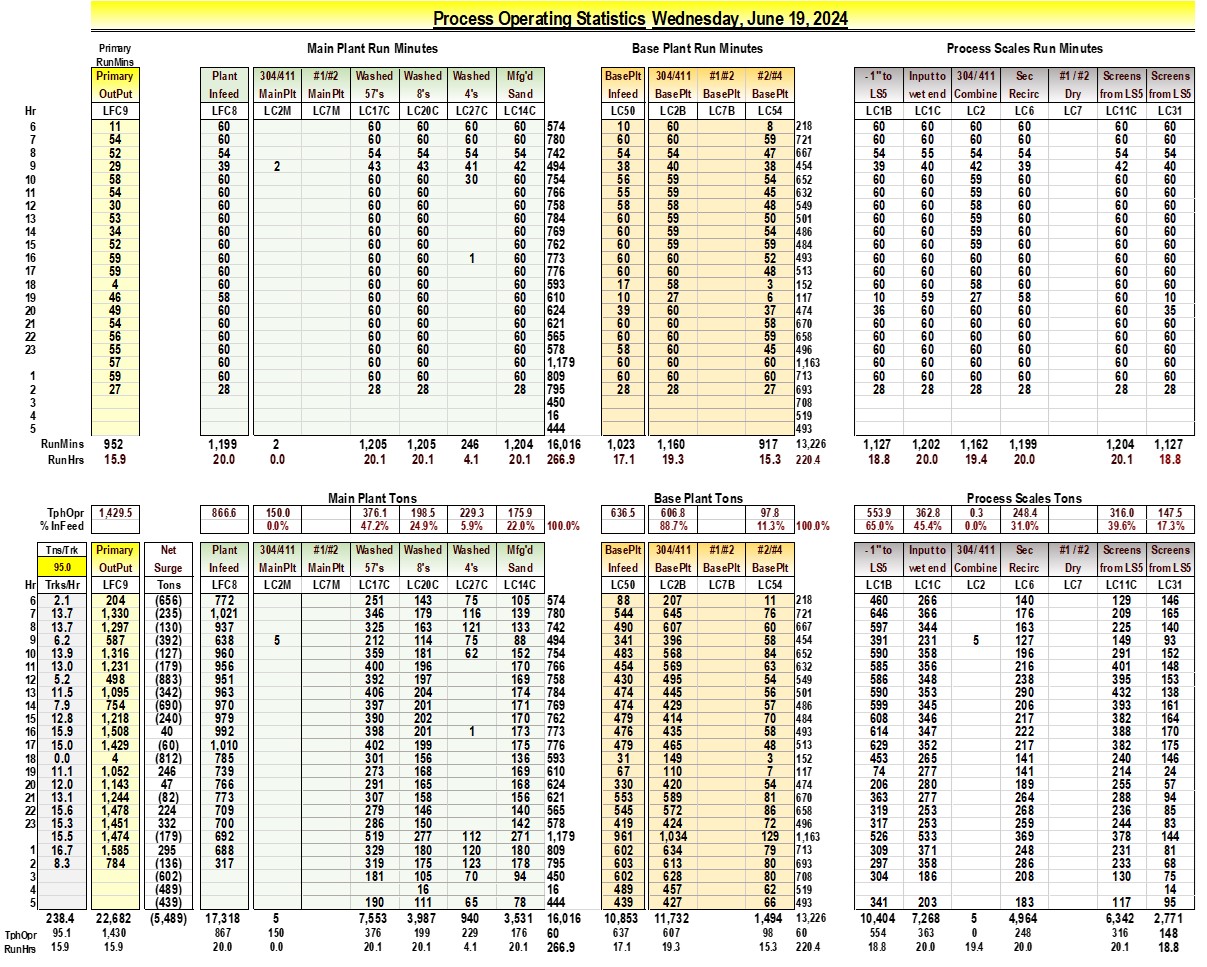 Process Operating Statistics Wednesday, June 19, 2024
Primary Main Plant Run Minutes Base Plant Run Minutes Process Scales Run Minutes
RunMins
Primary Plant 304/411 #1/#2 Washed Washed Washed Mfg'd BasePlt 304/411 #1/#2 #2/#4 - 1" to Input to 304/ 411 Sec #1 / #2 Screens Screens
OutPut Infeed MainPlt MainPlt 57's 8's 4's Sand Infeed BasePlt BasePlt BasePlt LS5 wet end Combine Recirc Dry from LS5 from LS5
Hr LFC9 LFC8 LC2M LC7M LC17C LC20C LC27C LC14C LC50 LC2B LC7B LC54 LC1B LC1C LC2 LC6 LC7 LC11C LC31
6 11 60 60 60 60 60 574 10 60 8 218 60 60 60 60 60 60
7 54 60 60 60 60 60 780 60 60 59 721 60 60 60 60 60 60
8 52 54 54 54 54 54 742 54 54 47 667 54 55 54 54 54 54
9 29 39 2 43 43 41 42 494 38 40 38 454 39 40 42 39 42 40
10 58 60 60 60 30 60 754 56 59 54 652 60 60 59 60 60 60
11 54 60 60 60 60 766 55 59 45 632 60 60 59 60 60 60
12 30 60 60 60 60 758 58 58 48 549 60 60 58 60 60 60
13 53 60 60 60 60 784 60 59 50 501 60 60 59 60 60 60
14 34 60 60 60 60 769 60 60 54 486 60 60 60 60 60 60
15 52 60 60 60 60 762 60 59 59 484 60 60 59 60 60 60
16 59 60 60 60 1 60 773 60 60 52 493 60 60 60 60 60 60
17 59 60 60 60 60 776 60 60 48 513 60 60 60 60 60 60
18 4 60 60 60 60 593 17 58 3 152 60 60 58 60 60 60
19 46 58 60 60 60 610 10 27 6 117 10 59 27 58 60 10
20 49 60 60 60 60 624 39 60 37 474 36 60 60 60 60 35
21 54 60 60 60 60 621 60 60 58 670 60 60 60 60 60 60
22 56 60 60 60 60 565 60 60 59 658 60 60 60 60 60 60
23 55 60 60 60 60 578 58 60 45 496 60 60 60 60 60 60
57 60 60 60 60 1,179 60 60 60 1,163 60 60 60 60 60 60
1 59 60 60 60 60 809 60 60 60 713 60 60 60 60 60 60
2 27 28 28 28 28 795 28 28 27 693 28 28 28 28 28 28
3 450 708
4 16 519
5 444 493
RunMins 952 1,199 2 1,205 1,205 246 1,204 16,016 1,023 1,160 917 13,226 1,127 1,202 1,162 1,199 1,204 1,127
RunHrs 15.9 20.0 0.0 20.1 20.1 4.1 20.1 266.9 17.1 19.3 15.3 220.4 18.8 20.0 19.4 20.0 20.1 18.8
Main Plant Tons Base Plant Tons Process Scales Tons
TphOpr 1,429.5 866.6 150.0 376.1 198.5 229.3 175.9 636.5 606.8 97.8 553.9 362.8 0.3 248.4 316.0 147.5
% InFeed 0.0% 47.2% 24.9% 5.9% 22.0% 100.0% 88.7% 11.3% 100.0% 65.0% 45.4% 0.0% 31.0% 39.6% 17.3%
Tns/Trk Primary Net Plant 304/411 #1/#2 Washed Washed Washed Mfg'd BasePlt 304/411 #1/#2 #2/#4 - 1" to Input to 304/ 411 Sec #1 / #2 Screens Screens
95.0 OutPut Surge Infeed MainPlt MainPlt 57's 8's 4's Sand Infeed BasePlt BasePlt BasePlt LS5 wet end Combine Recirc Dry from LS5 from LS5
Hr Trks/Hr LFC9 Tons LFC8 LC2M LC7M LC17C LC20C LC27C LC14C LC50 LC2B LC7B LC54 LC1B LC1C LC2 LC6 LC7 LC11C LC31
6 2.1 204 (656) 772 251 143 75 105 574 88 207 11 218 460 266 140 129 146
7 13.7 1,330 (235) 1,021 346 179 116 139 780 544 645 76 721 646 366 176 209 165
8 13.7 1,297 (130) 937 325 163 121 133 742 490 607 60 667 597 344 163 225 140
9 6.2 587 (392) 638 5 212 114 75 88 494 341 396 58 454 391 231 5 127 149 93
10 13.9 1,316 (127) 960 359 181 62 152 754 483 568 84 652 590 358 196 291 152
11 13.0 1,231 (179) 956 400 196 170 766 454 569 63 632 585 356 216 401 148
12 5.2 498 (883) 951 392 197 169 758 430 495 54 549 586 348 238 395 153
13 11.5 1,095 (342) 963 406 204 174 784 474 445 56 501 590 353 290 432 138
14 7.9 754 (690) 970 397 201 171 769 474 429 57 486 599 345 206 393 161
15 12.8 1,218 (240) 979 390 202 170 762 479 414 70 484 608 346 217 382 164
16 15.9 1,508 40 992 398 201 1 173 773 476 435 58 493 614 347 222 388 170
17 15.0 1,429 (60) 1,010 402 199 175 776 479 465 48 513 629 352 217 382 175
18 0.0 4 (812) 785 301 156 136 593 31 149 3 152 453 265 141 240 146
19 11.1 1,052 246 739 273 168 169 610 67 110 7 117 74 277 141 214 24
20 12.0 1,143 47 766 291 165 168 624 330 420 54 474 206 280 189 255 57
21 13.1 1,244 (82) 773 307 158 156 621 553 589 81 670 363 277 264 288 94
22 15.6 1,478 224 709 279 146 140 565 545 572 86 658 319 253 268 236 85
23 15.3 1,451 332 700 286 150 142 578 419 424 72 496 317 253 259 244 83
15.5 1,474 (179) 692 519 277 112 271 1,179 961 1,034 129 1,163 526 533 369 378 144
1 16.7 1,585 295 688 329 180 120 180 809 602 634 79 713 309 371 248 231 81
2 8.3 784 (136) 317 319 175 123 178 795 603 613 80 693 297 358 286 233 68
3 (602) 181 105 70 94 450 602 628 80 708 304 186 208 130 75
4 (489) 16 16 489 457 62 519 14
5 (439) 190 111 65 78 444 439 427 66 493 341 203 183 117 95
238.4 22,682 (5,489) 17,318 5 7,553 3,987 940 3,531 16,016 10,853 11,732 1,494 13,226 10,404 7,268 5 4,964 6,342 2,771
TphOpr 95.1 1,430 867 150 376 199 229 176 60 637 607 98 60 554 363 0 248 316 148
RunHrs 15.9 15.9 20.0 0.0 20.1 20.1 4.1 20.1 266.9 17.1 19.3 15.3 220.4 18.8 20.0 19.4 20.0 20.1 18.8